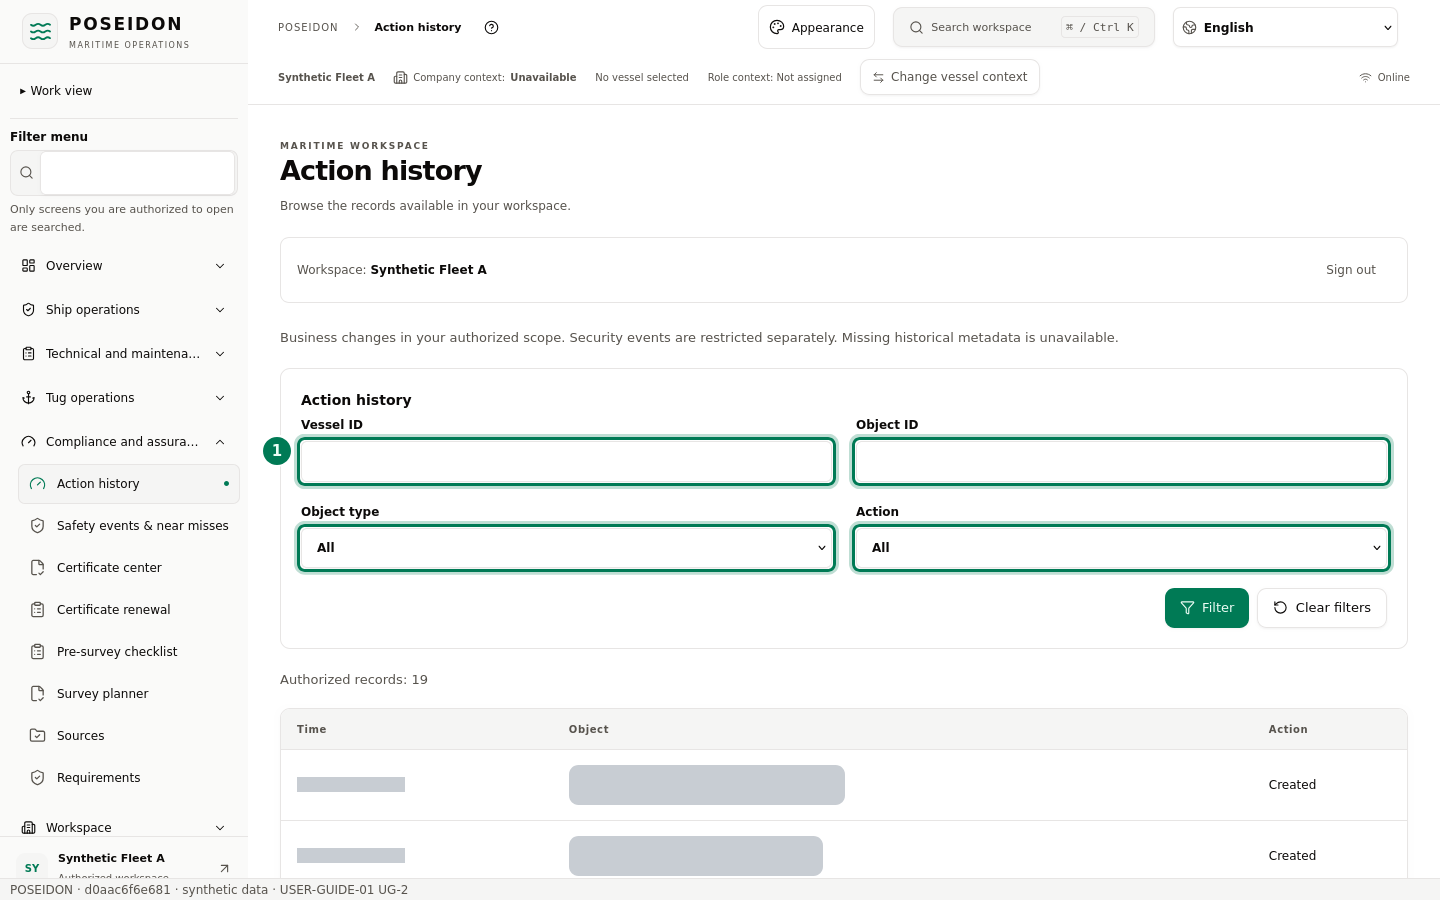 POSEIDON
MARITIME OPERATIONS
Work view
Filter menu
Only screens you are authorized to open
are searched.
Overview
Ship operations
Technical and maintena...
Tug operations
Compliance and assura...
Action history
Safety events & near misses
Certificate center
Certificate renewal
Pre-survey checklist
Survey planner
Sources
Requirements
Workspace
SY
Synthetic Fleet A
Authorized workspace
POSEIDON
Action history
Appearance
Search workspace
⌘ / Ctrl K
English
Synthetic Fleet A
Company context: Unavailable
No vessel selected
Role context: Not assigned
Change vessel context
Online
MARITIME WORKSPACE
Action history
Browse the records available in your workspace.
Workspace: Synthetic Fleet A
Sign out
Business changes in your authorized scope. Security events are restricted separately. Missing historical metadata is unavailable.
Action history
1
Vessel ID
Object ID
Object type
Action
All
All
Filter
Clear filters
Authorized records: 19
Time
Object
Action
Created
Created
POSEIDON · d0aac6f6e681 · synthetic data · USER-GUIDE-01 UG-2